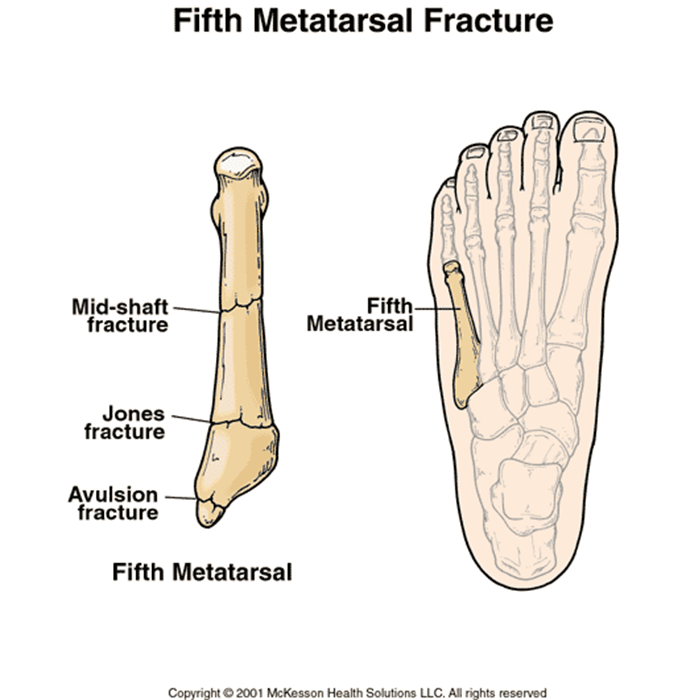 Fifth Metatarsal Fracture
Mid-shaft
fracture
Fifth
Metatarsal
Jones
fracture
Avulsion
fracture
Fifth Metatarsal
Copyright © 2001 McKesson Health Solutions LLC. All rights reserved